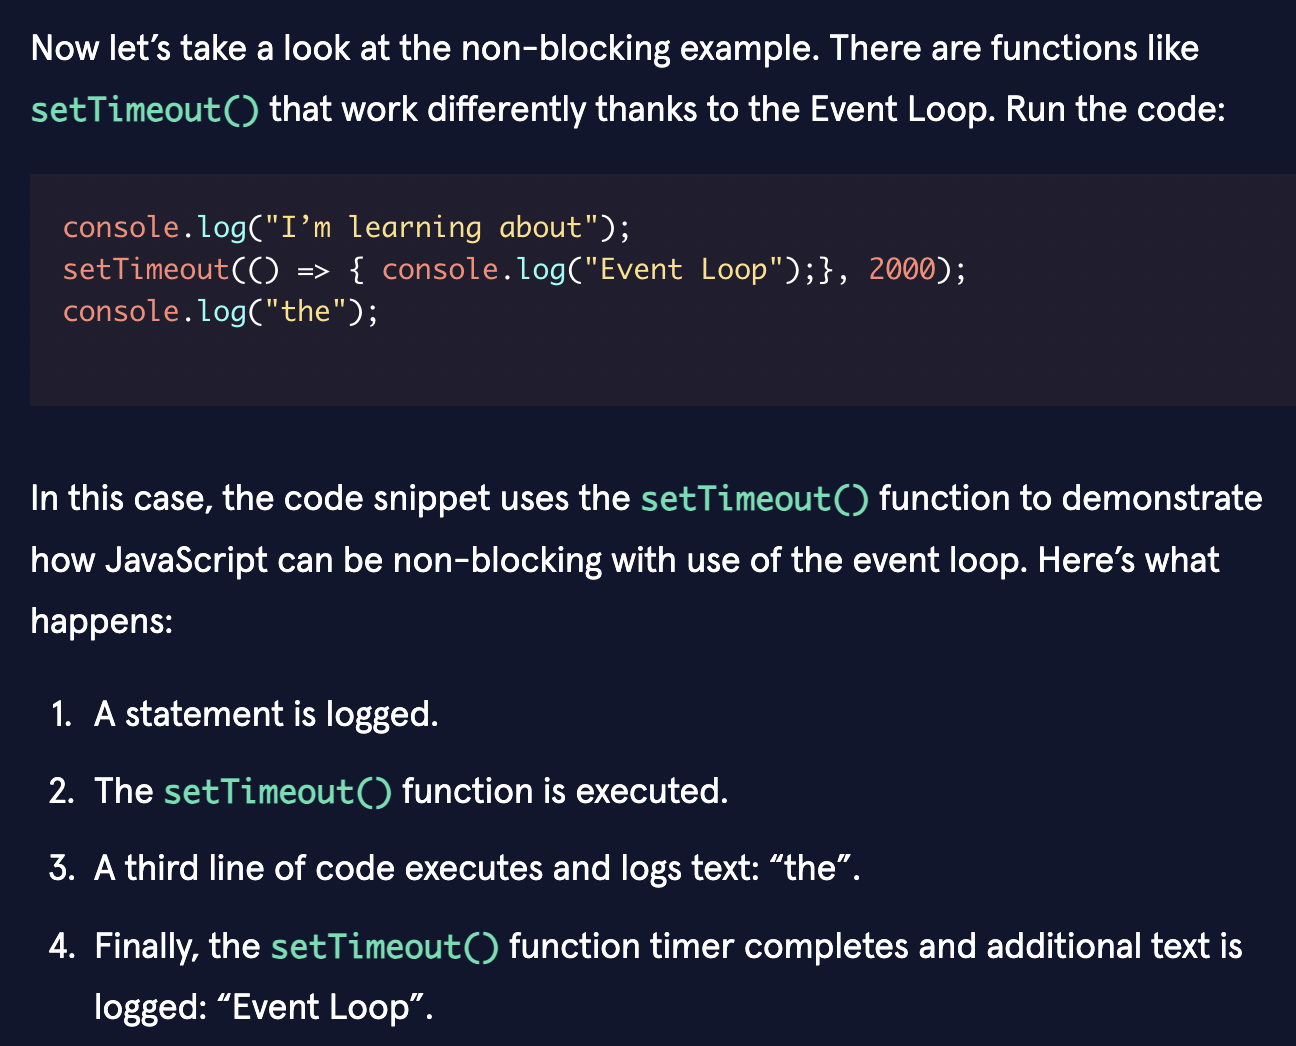 Now let’s take a look at the non-blocking example. There are functions like
setTimeout() that work differently thanks to the Event Loop. Run the code:
console.log("I’m learning about");
setTimeout(() => { console.log("Event Loop");}, 2000);
console.log("the");
In this case, the code snippet uses the setTimeout() function to demonstrate
how JavaScript can be non-blocking with use of the event loop. Here’s what
happens:
1. A statement is logged.
2. The setTimeout() function is executed.
3. A third line of code executes and logs text: “the”.
4. Finally, the setTimeout() function timer completes and additional text is
logged: “Event Loop”.